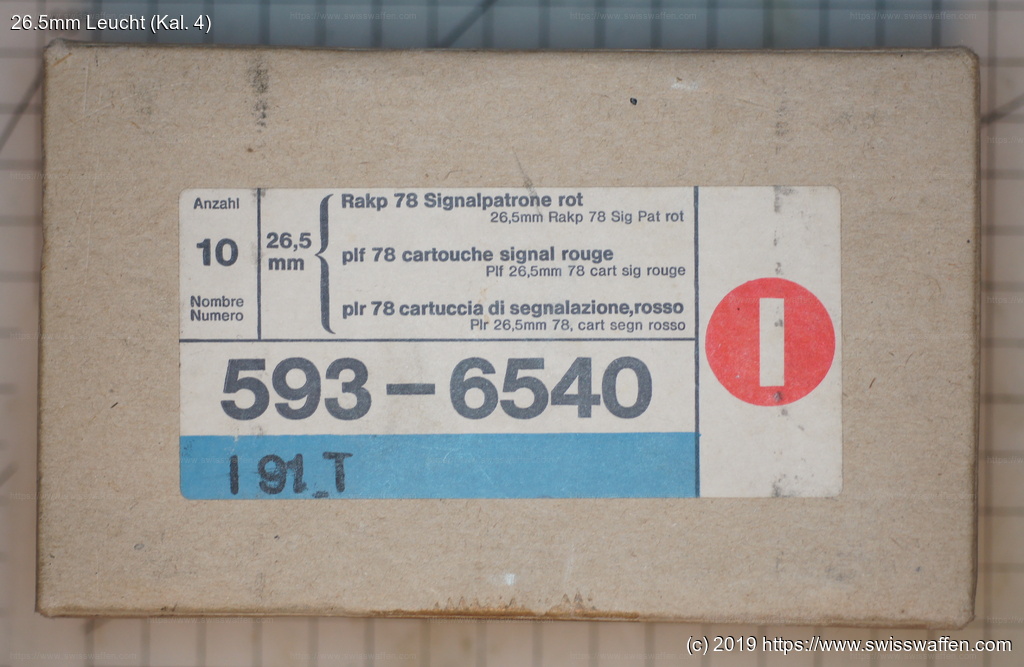 26.5mm Leucht (Kal. 4)
Anzahl
10
Nombre
Numero
26,5
mm
Rakp 78 Signalpatrone rot
26,5mm Rakp 78 Sig Pat rot
plf 78 cartouche signal rouge
Plf 26,5mm 78 cart sig rouge
plr 78 cartuccia di segnalazione,rosso
Plr 26,5mm 78, cart segn rosso
593-6540
I 91_T
(c) 2019 https://www.swisswaffen.com